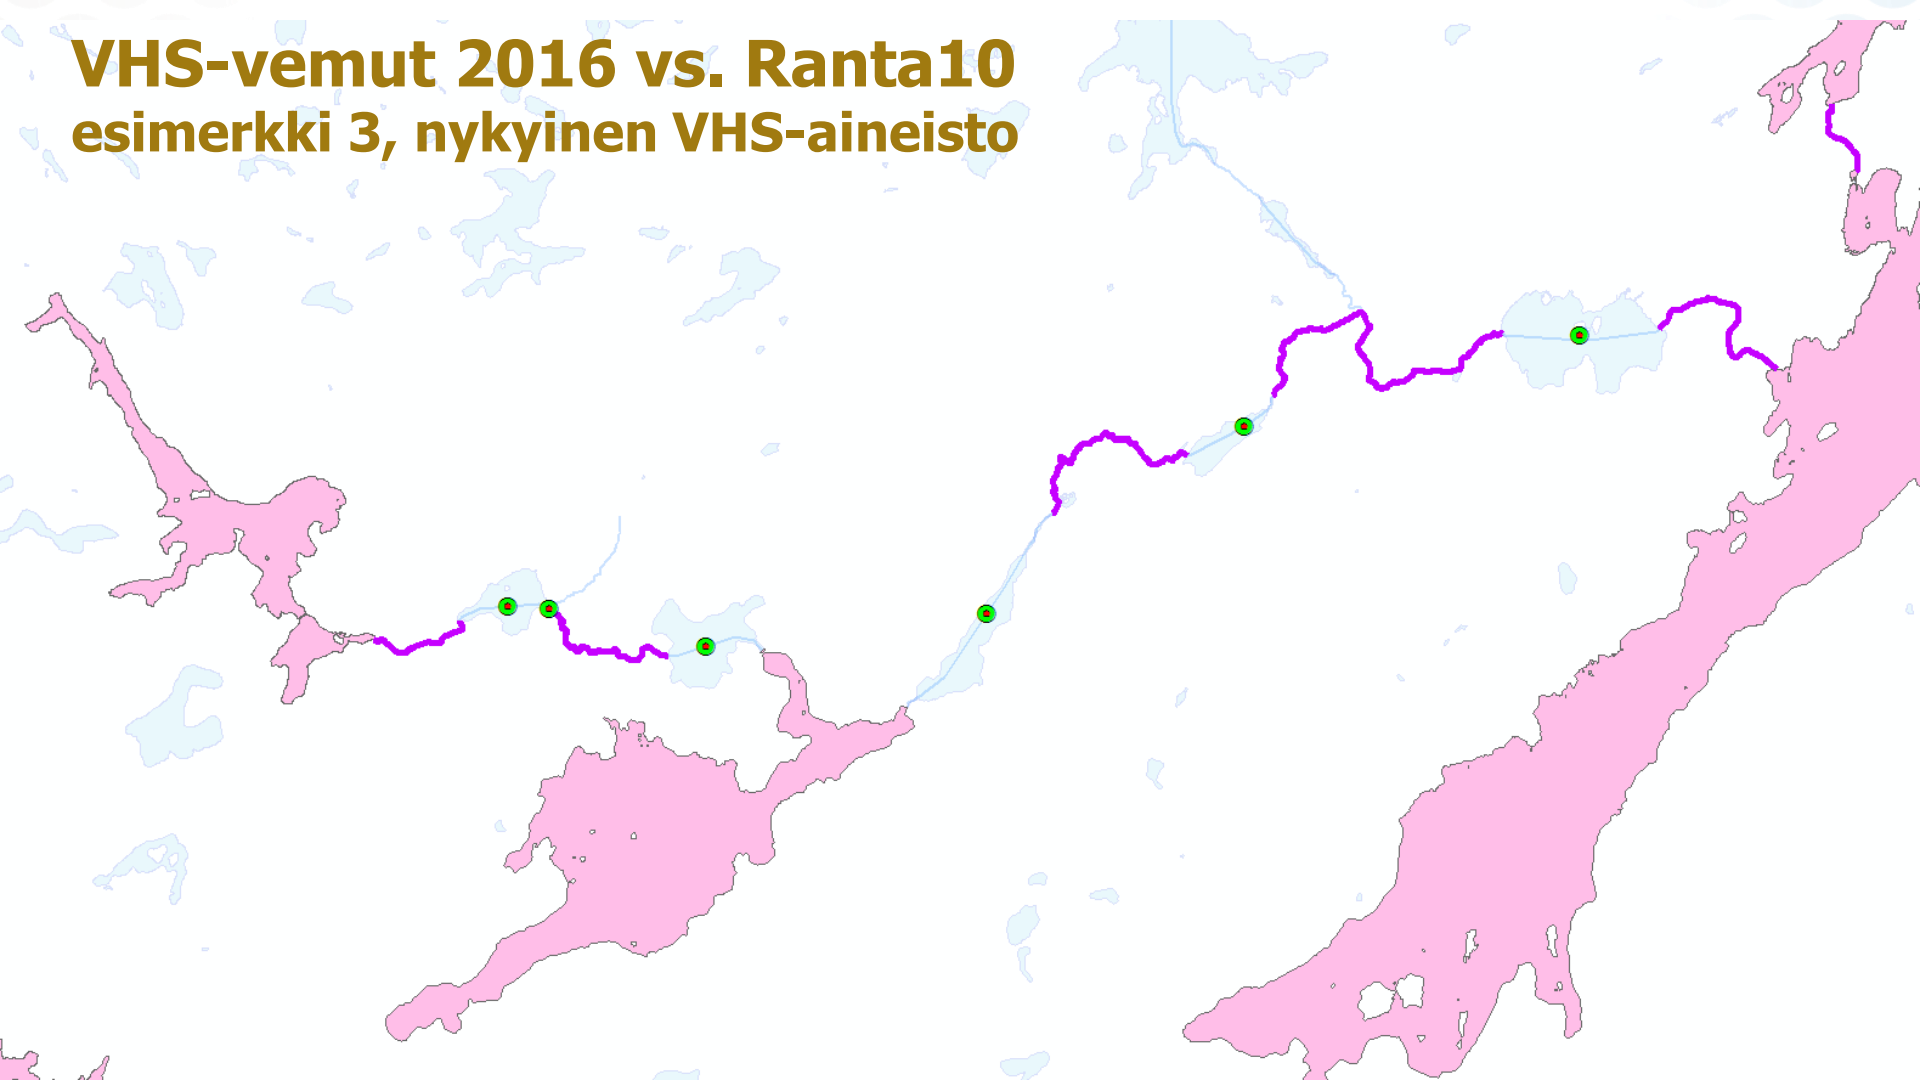 VHS-vemut 2016 vs. Ranta10
esimerkki 3, nykyinen VHS-aineisto